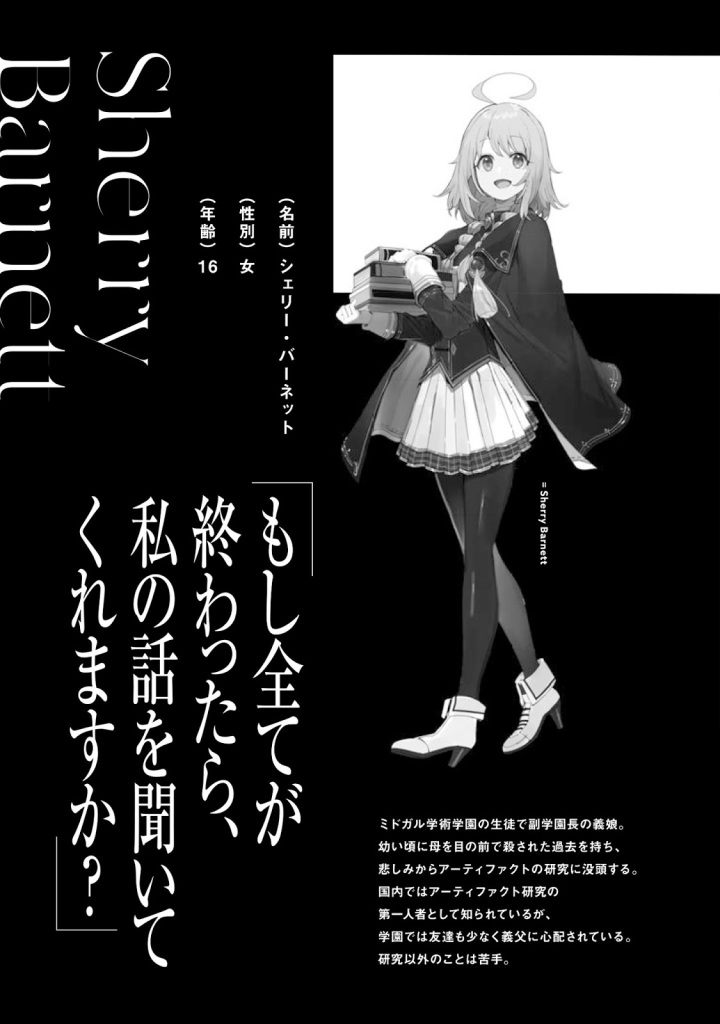 Sherry
Barnett
(名前) シェリー・バーネット
(性別) 女
(年齢) 16
= Sherry Barnett
「もし全てが
終わったら、
私の話を聞いて
くれますか?」
ミドガル学術学園の生徒で副学園長の義娘。
幼い頃に母を目の前で殺された過去を持ち、
悲しみからアーティファクトの研究に没頭する。
国内ではアーティファクト研究の
第一人者として知られているが、
学園では友達も少なく義父に心配されている。
研究以外のことは苦手。